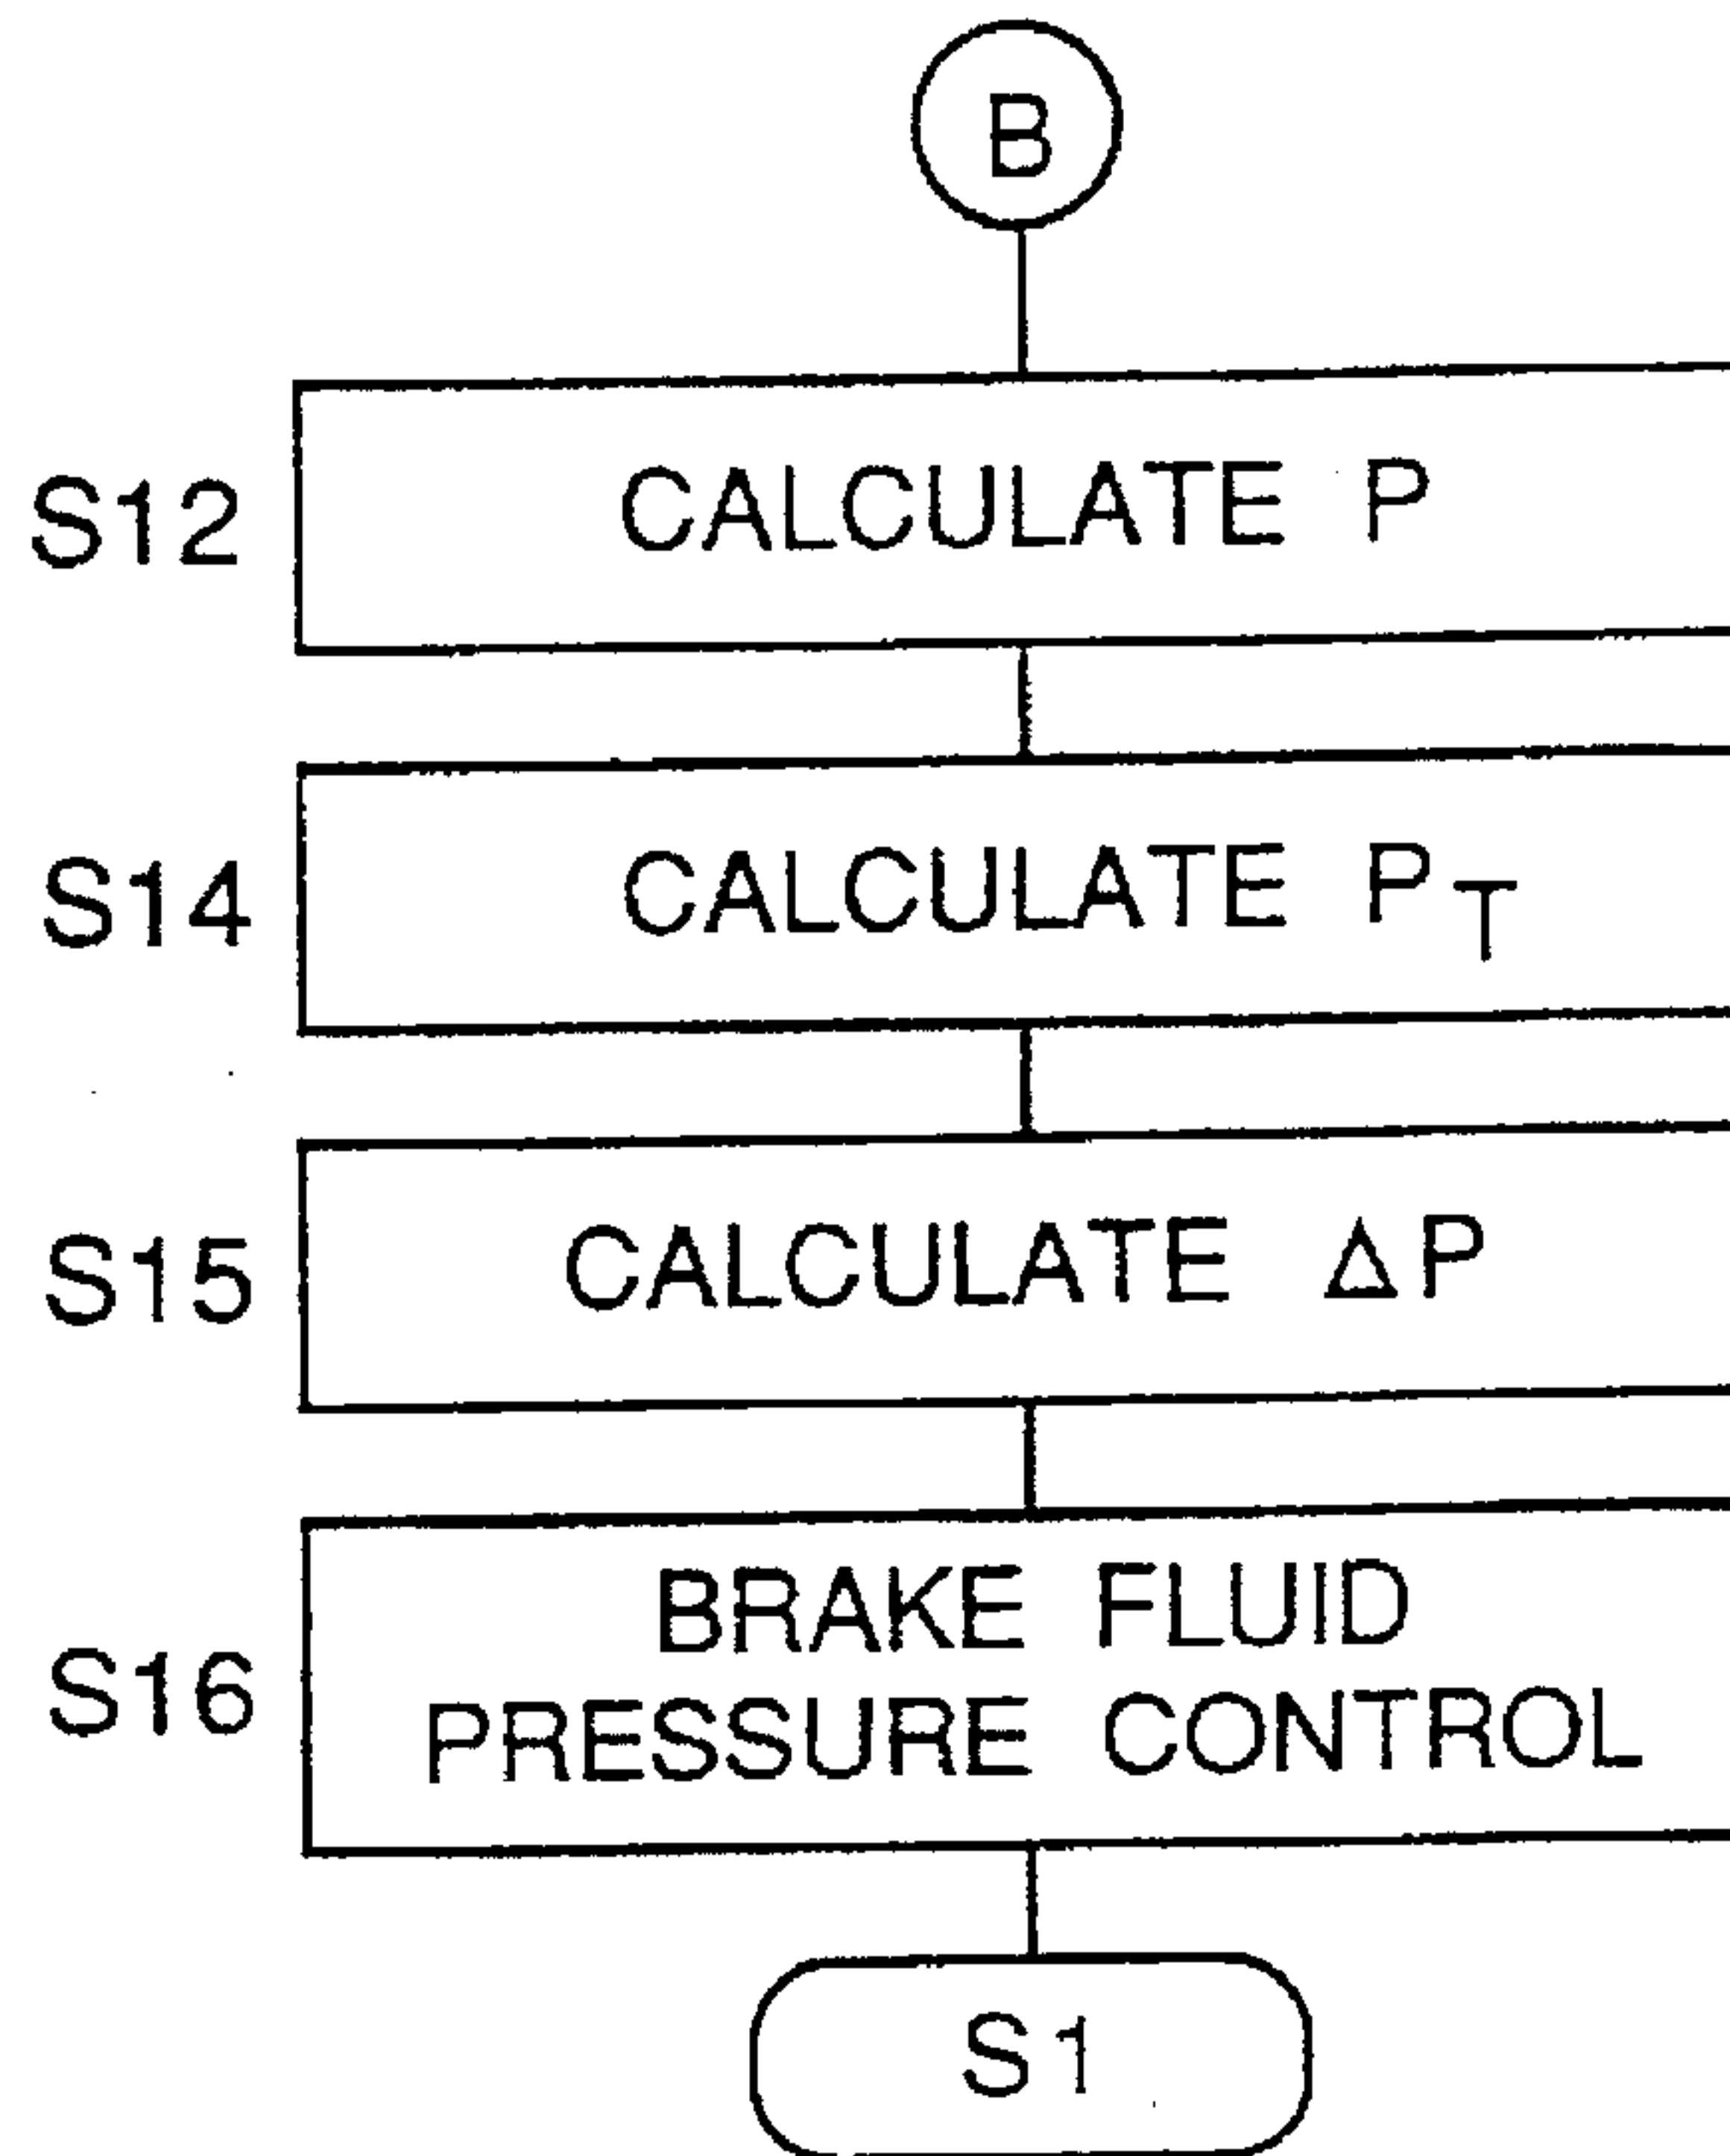 B
S12 CALCULATE P
S14 CALCULATE P_T
S15 CALCULATE ΔP
BRAKE FLUID
S16 PRESSURE CONTROL
S1